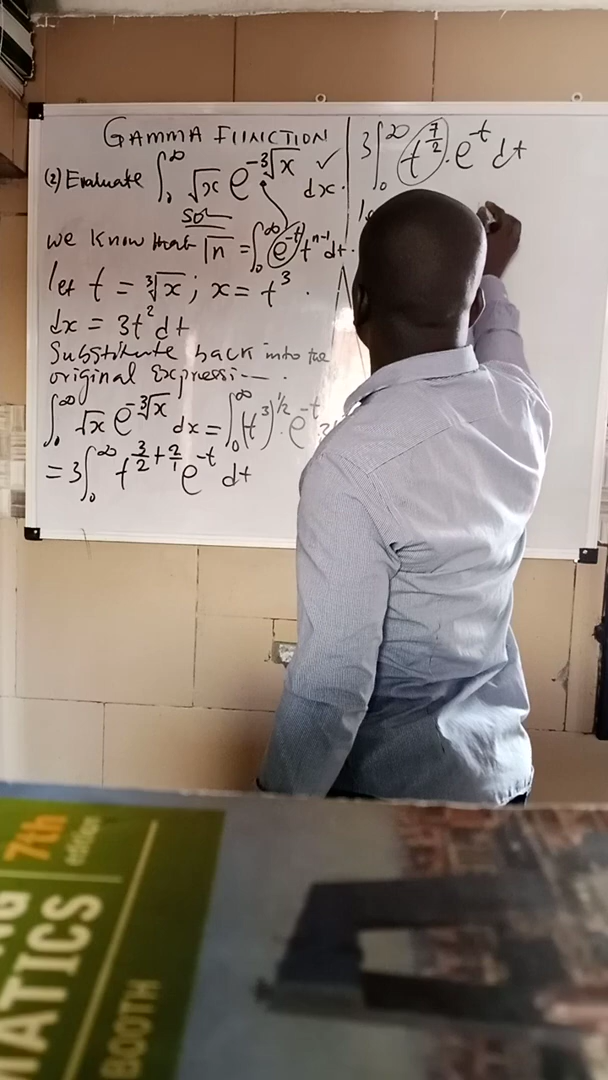 GAMMA FUNCTION
(2) Evaluate ∫₀^∞ √x e^(-∛x) dx. ✓
Soln
we know that Γn = ∫₀^∞ e^(-t) t^(n-1) dt.
let t = ∛x ; x = t³.
dx = 3t² dt
Substitute back into the
original Expressi
∫₀^∞ √x e^(-∛x) dx = ∫₀^∞ (t³)^(1/2) · e^(-t) · 3
= 3∫₀^∞ t^(3/2 + 2/1) e^(-t) dt
3∫₀^∞ t^(7/2) · e^(-t) dt
7th
edition
ATICS
BOOTH